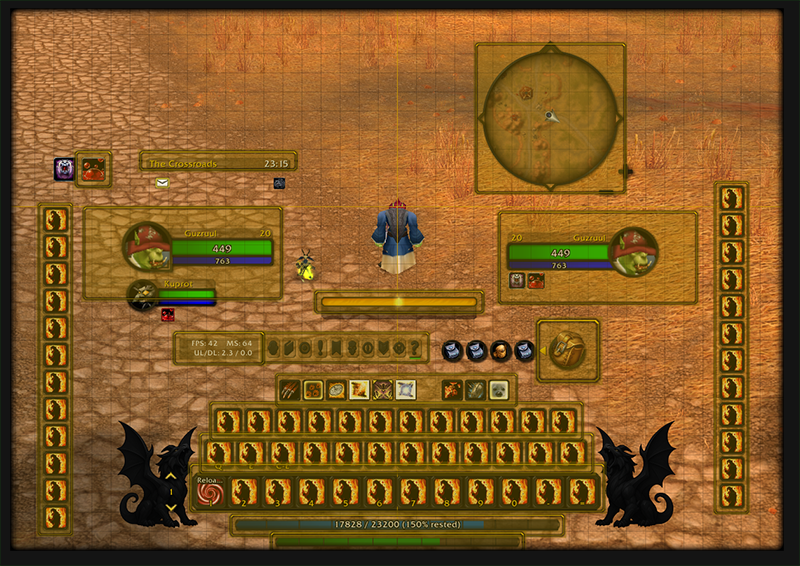 The Crossroads 23:15
Guzruul 20
449
763
Kuprot
20 Guzruul
449
763
FPS: 42 MS: 64
UL/DL: 2.3 / 0.0
?
Reloa...
2 3 4 5 6 7 8 9 0
1
17828 / 23200 (150% rested)